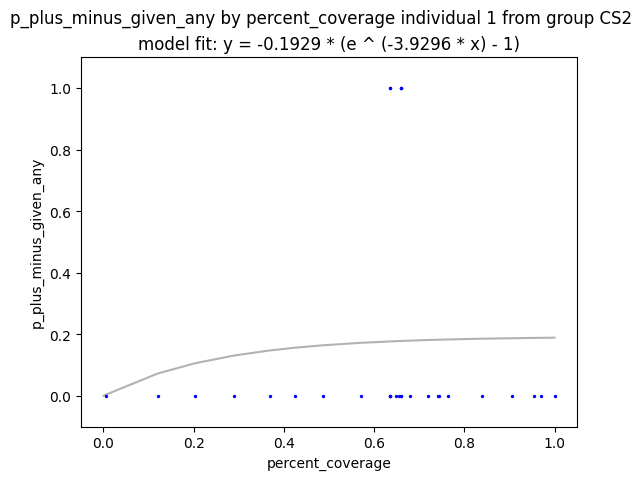 p_plus_minus_given_any by percent_coverage individual 1 from group CS2
model fit: y = -0.1929 * (e ^ (-3.9296 * x) - 1)
1.0
0.8
0.6
0.4
0.2
0.0
p_plus_minus_given_any
0.0 0.2 0.4 0.6 0.8 1.0
percent_coverage